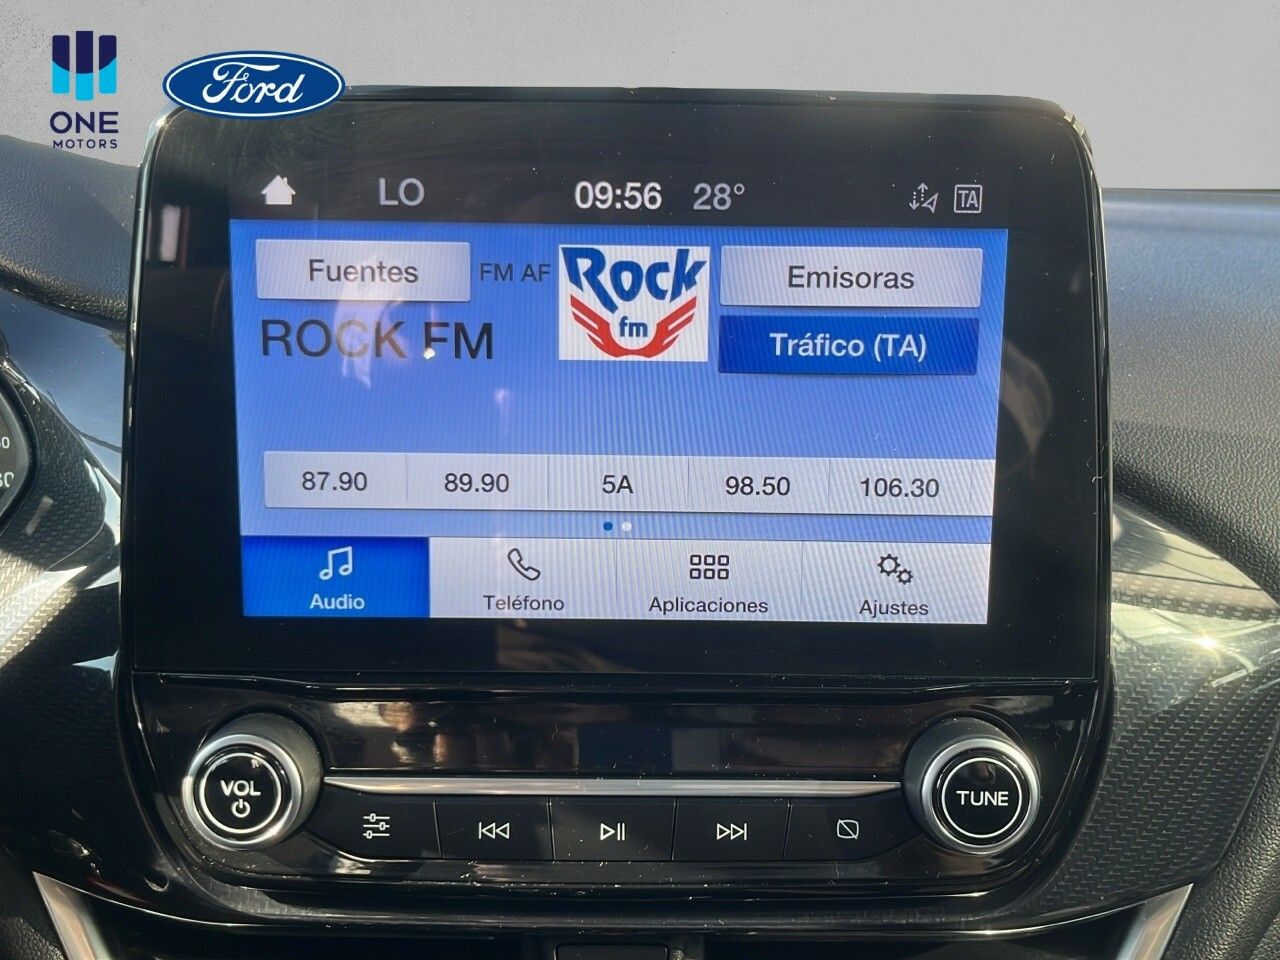 ONE
MOTORS
Ford
LO 09:56 28° TA
Fuentes FM AF Rock fm Emisoras
ROCK FM Tráfico (TA)
87.90 89.90 5A 98.50 106.30
Audio Teléfono Aplicaciones Ajustes
VOL TUNE